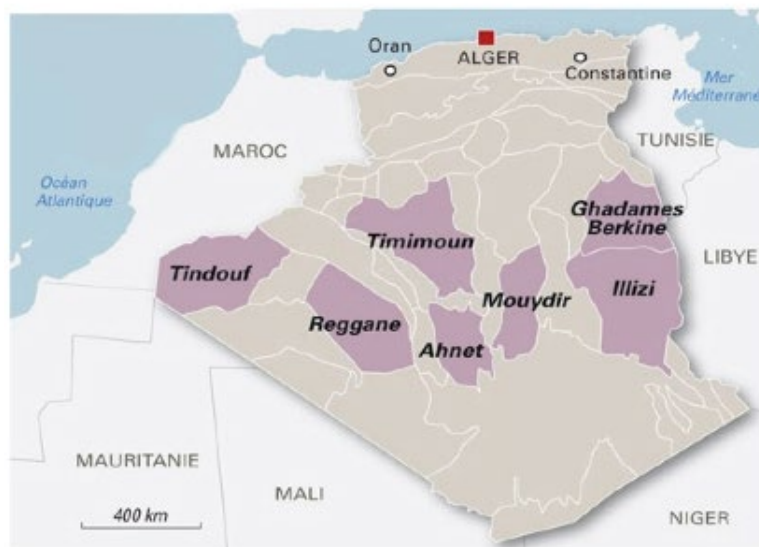 Oran
ALGER
Constantine
Mer
Méditerrané
TUNISIE
MAROC
Océan
Atlantique
Ghadames
Berkine
Timimoun
LIBYE
Tindouf
Illizi
Mouydir
Reggane
Ahnet
MAURITANIE
MALI
400 km
NIGER